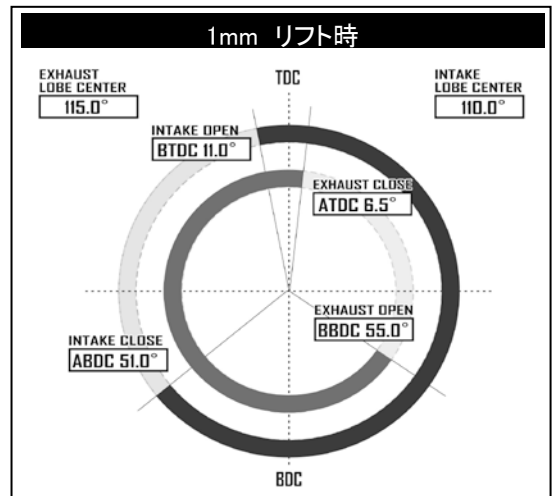 1mm リフト時
EXHAUST
LOBE CENTER
115.0°
TDC
INTAKE
LOBE CENTER
110.0°
INTAKE OPEN
BTDC 11.0°
EXHAUST CLOSE
ATDC 6.5°
EXHAUST OPEN
BBDC 55.0°
INTAKE CLOSE
ABDC 51.0°
BDC